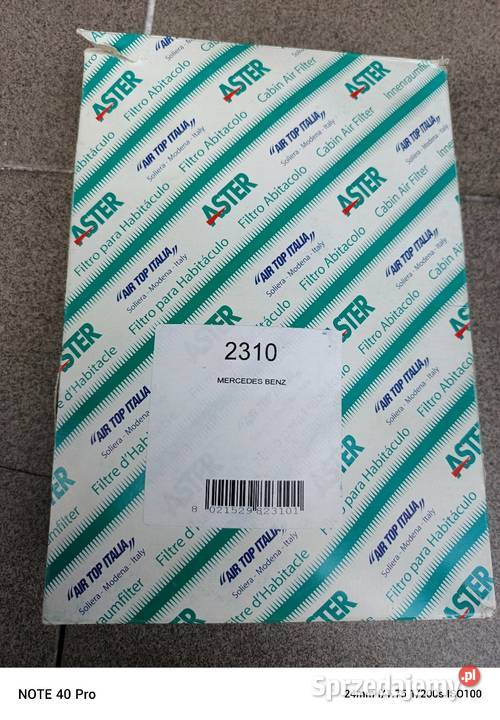 "AIR TOP ITALIA„
Soliera - Modena - Italy
ASTER
Filtro Abitacolo
Cabin Air Filter
Innenraumfilter
Filtro para Habitáculo
Filtre d'Habitacle
2310
MERCEDES BENZ
8 021529 823101
NOTE 40 Pro
Sprzedajemy.pl